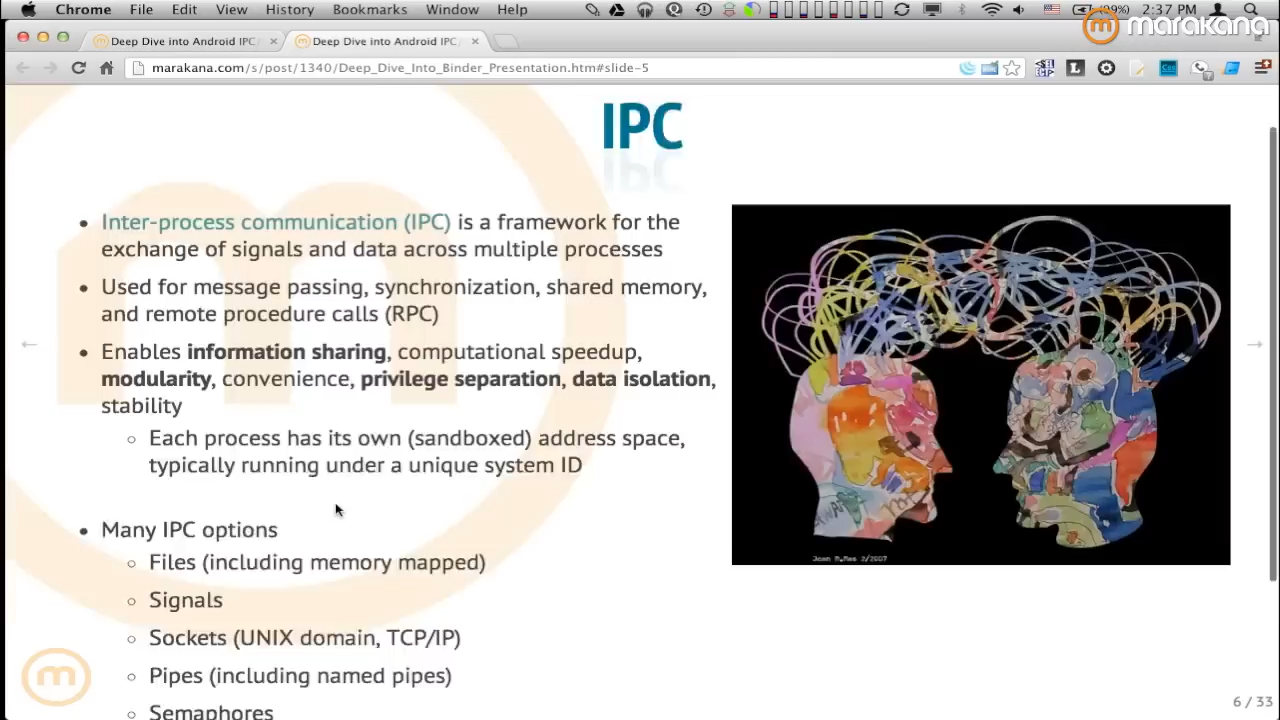 Chrome File Edit View History Bookmarks Window Help (99%) 2:37 PM
marakana
Deep Dive into Android IPC/ Deep Dive into Android IPC/
marakana.com/s/post/1340/Deep_Dive_Into_Binder_Presentation.htm#slide-5
IPC
Inter-process communication (IPC) is a framework for the
exchange of signals and data across multiple processes
Used for message passing, synchronization, shared memory,
and remote procedure calls (RPC)
Enables information sharing, computational speedup,
modularity, convenience, privilege separation, data isolation,
stability
Each process has its own (sandboxed) address space,
typically running under a unique system ID
Many IPC options
Files (including memory mapped)
Signals
Sockets (UNIX domain, TCP/IP)
Pipes (including named pipes)
Semaphores
m
6 / 33